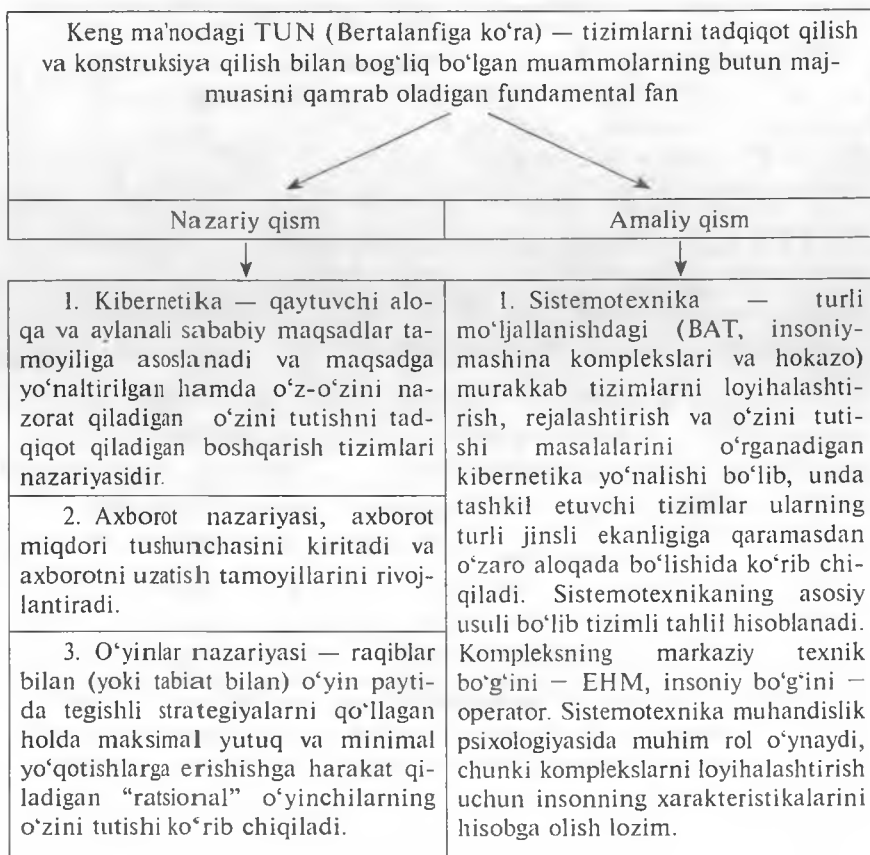 Keng ma'nodagi TUN (Bertalanfiga ko‘ra) — tizimlarni tadqiqot qilish
va konstruksiya qilish bilan bog‘liq bo‘lgan muammolarning butun maj-
muasini qamrab oladigan fundamental fan
Nazariy qism
Amaliy qism
1. Kibernetika — qaytuvchi alo-
qa va aylanali sababiy maqsadlar ta-
moyiliga asoslanadi va maqsadga
yo‘naltirilgan hamda o‘z-o‘zini na-
zorat qiladigan o‘zini tutishni tad-
qiqot qiladigan boshqarish tizimlari
nazariyasidir.
2. Axborot nazariyasi, axborot
miqdori tushunchasini kiritadi va
axborotni uzatish tamoyillarini rivoj-
lantiradi.
3. O‘yinlar nazariyasi — raqiblar
bilan (yoki tabiat bilan) o‘yin payti-
da tegishli strategiyalarni qo‘llagan
holda maksimal yutuq va minimal
yo‘qotishlarga erishishga harakat qi-
ladigan “ratsional” o‘yinchilarning
o‘zini tutishi ko‘rib chiqiladi.
1. Sistemotexnika — turli
mo‘ljallanishdagi (BAT, insoniy-
mashina komplekslari va hokazo)
murakkab tizimlarni loyihalashti-
rish, rejalashtirish va o‘zini tuti-
shi masalalarini o‘rganadigan
kibernetika yo‘nalishi bo‘lib, unda
tashkil etuvchi tizimlar ularning
turli jinsli ekanligiga qaramasdan
o‘zaro aloqada bo‘lishida ko‘rib chi-
qiladi. Sistemotexnikaning asosiy
usuli bo‘lib tizimli tahlil hisoblanadi.
Kompleksning markaziy texnik
bo‘g‘ini — EHM, insoniy bo‘g‘ini —
operator. Sistemotexnika muhandislik
psixologiyasida muhim rol o‘ynaydi,
chunki komplekslarni loyihalashtirish
uchun insonning xarakteristikalarini
hisobga olish lozim.